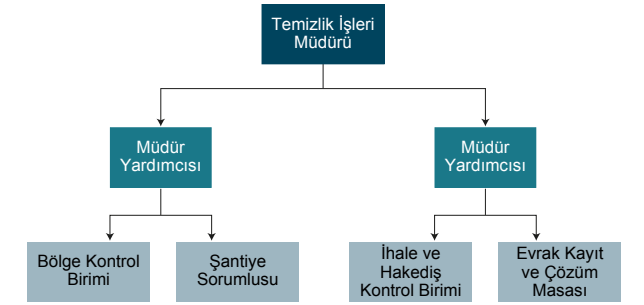 Temizlik İşleri
Müdürü
Müdür
Yardımcısı
Müdür
Yardımcısı
Bölge Kontrol
Birimi
Şantiye
Sorumlusu
İhale ve
Hakediş
Kontrol Birimi
Evrak Kayıt
ve Çözüm
Masası